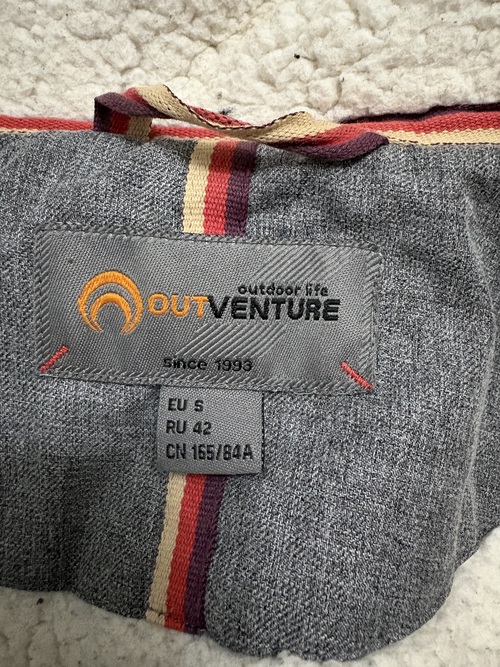 outdoor life
OUTVENTURE
since 1993
EU S
RU 42
CN 165/84A